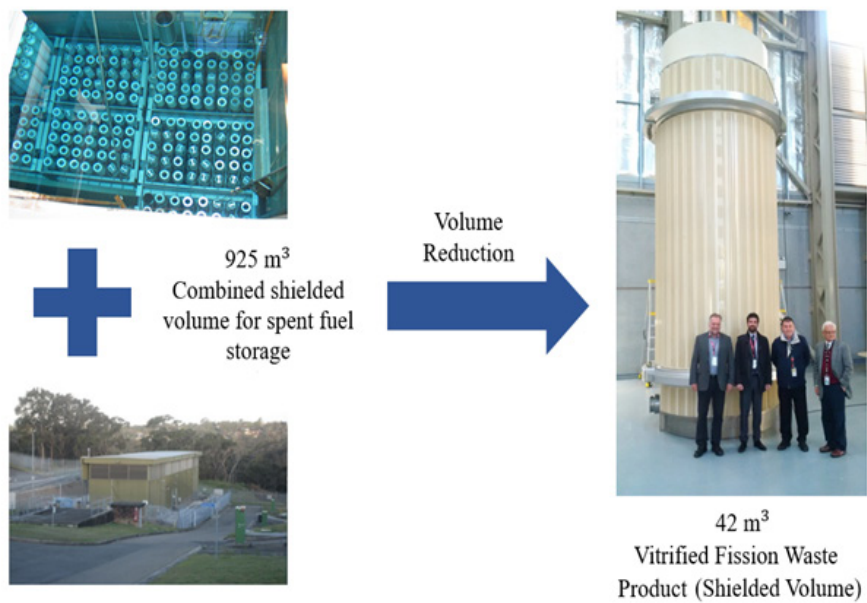 925 m³
Combined shielded
volume for spent fuel
storage
Volume
Reduction
42 m³
Vitrified Fission Waste
Product (Shielded Volume)